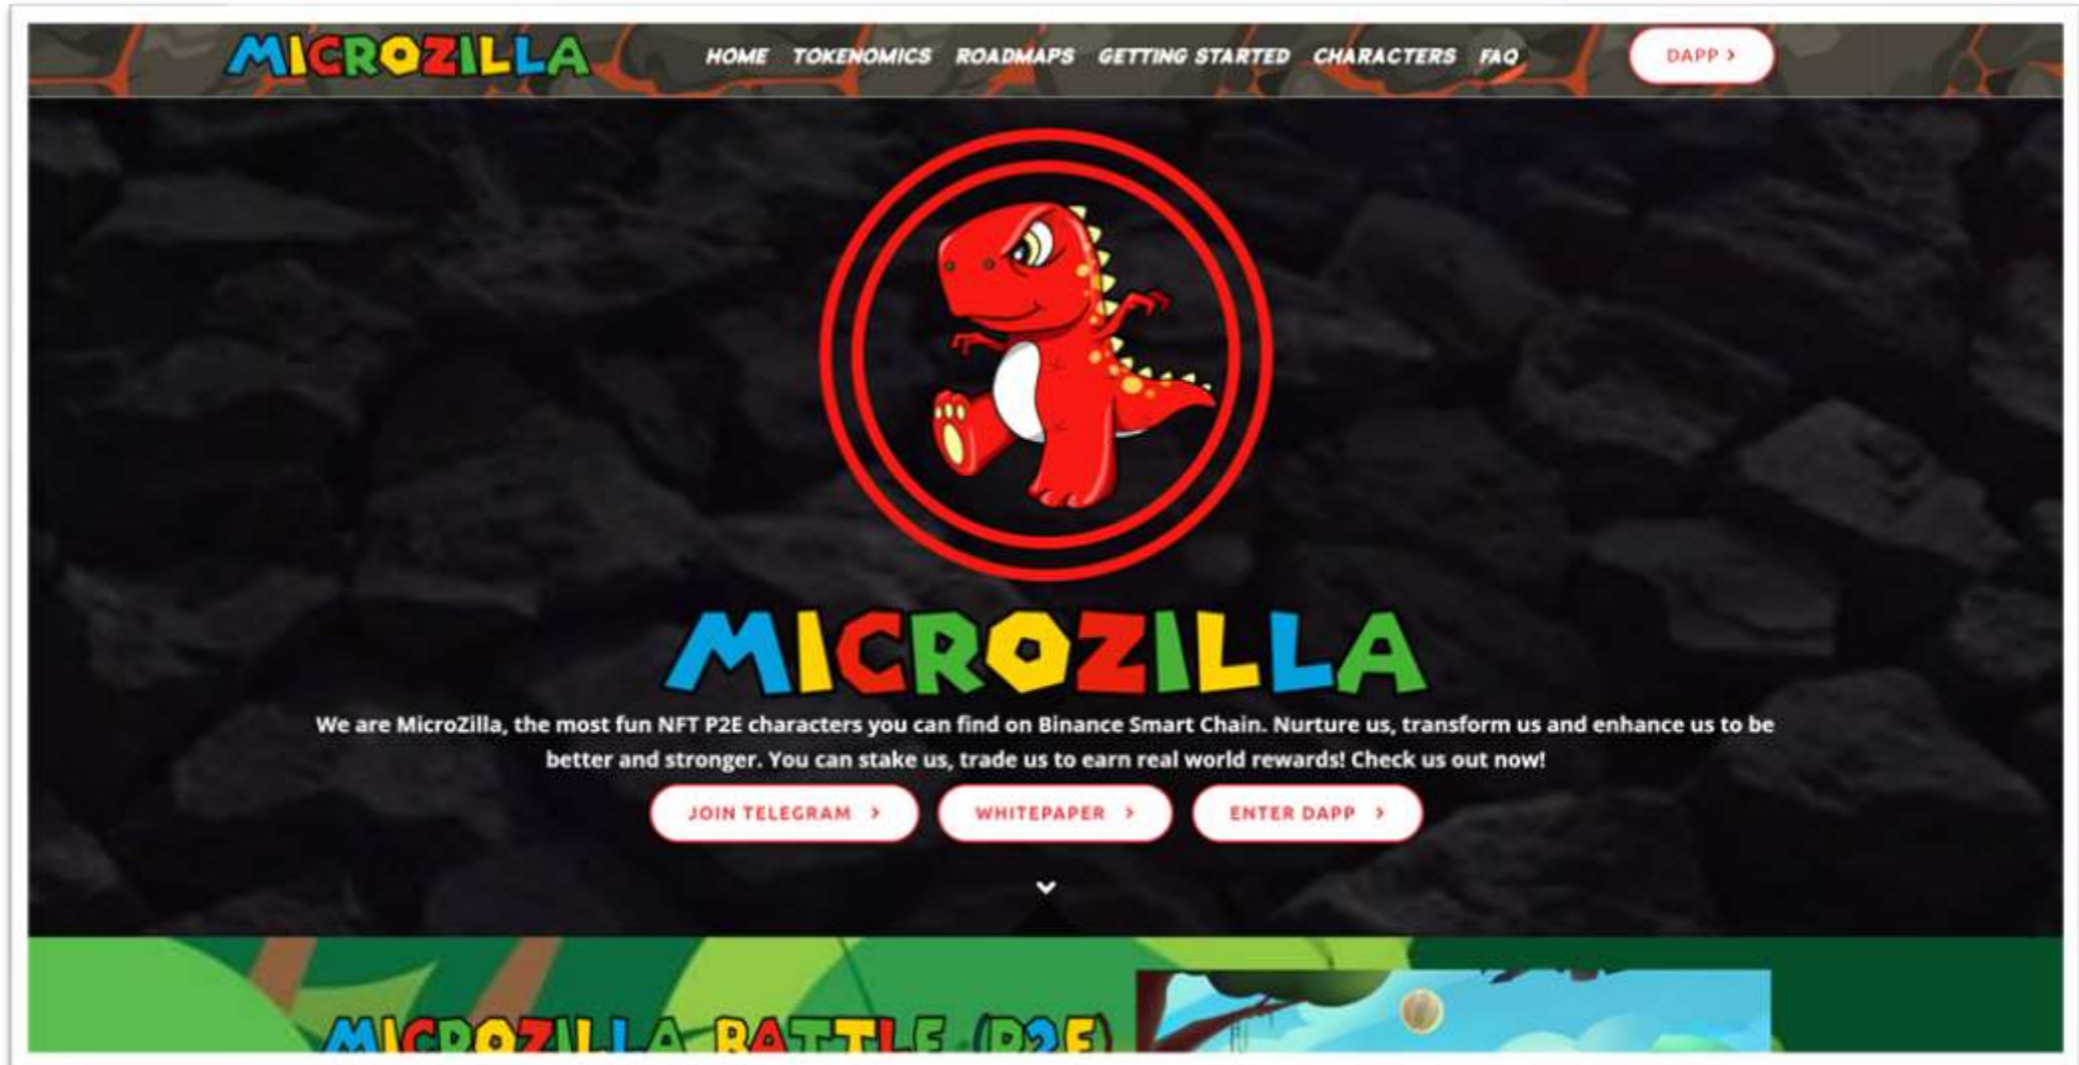 MICROZILLA
HOME TOKENOMICS ROADMAPS GETTING STARTED CHARACTERS FAQ
DAPP >
MICROZILLA
We are MicroZilla, the most fun NFT P2E characters you can find on Binance Smart Chain. Nurture us, transform us and enhance us to be
better and stronger. You can stake us, trade us to earn real world rewards! Check us out now!
JOIN TELEGRAM > WHITEPAPER > ENTER DAPP >
MICROZILLA BATTLE (P2E)